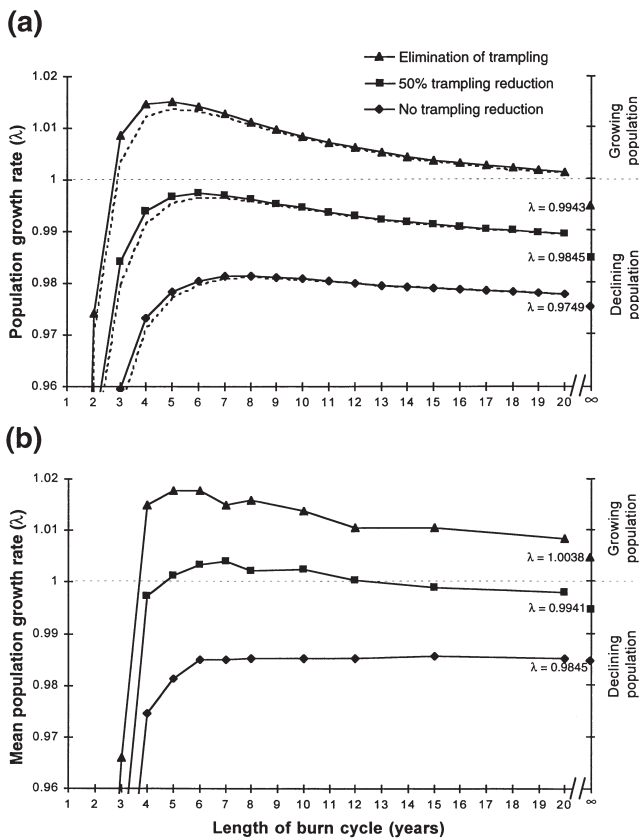 (a)
Elimination of trampling
50% trampling reduction
No trampling reduction
Population growth rate (λ)
1.02
1.01
1
0.99
0.98
0.97
0.96
1 2 3 4 5 6 7 8 9 10 11 12 13 14 15 16 17 18 19 20 ∞
λ = 0.9943
λ = 0.9845
λ = 0.9749
Growing
population
Declining
population
(b)
Mean population growth rate (λ)
1.02
1.01
1
0.99
0.98
0.97
0.96
1 2 3 4 5 6 7 8 9 10 11 12 13 14 15 16 17 18 19 20 ∞
λ = 1.0038
λ = 0.9941
λ = 0.9845
Growing
population
Declining
population
Length of burn cycle (years)